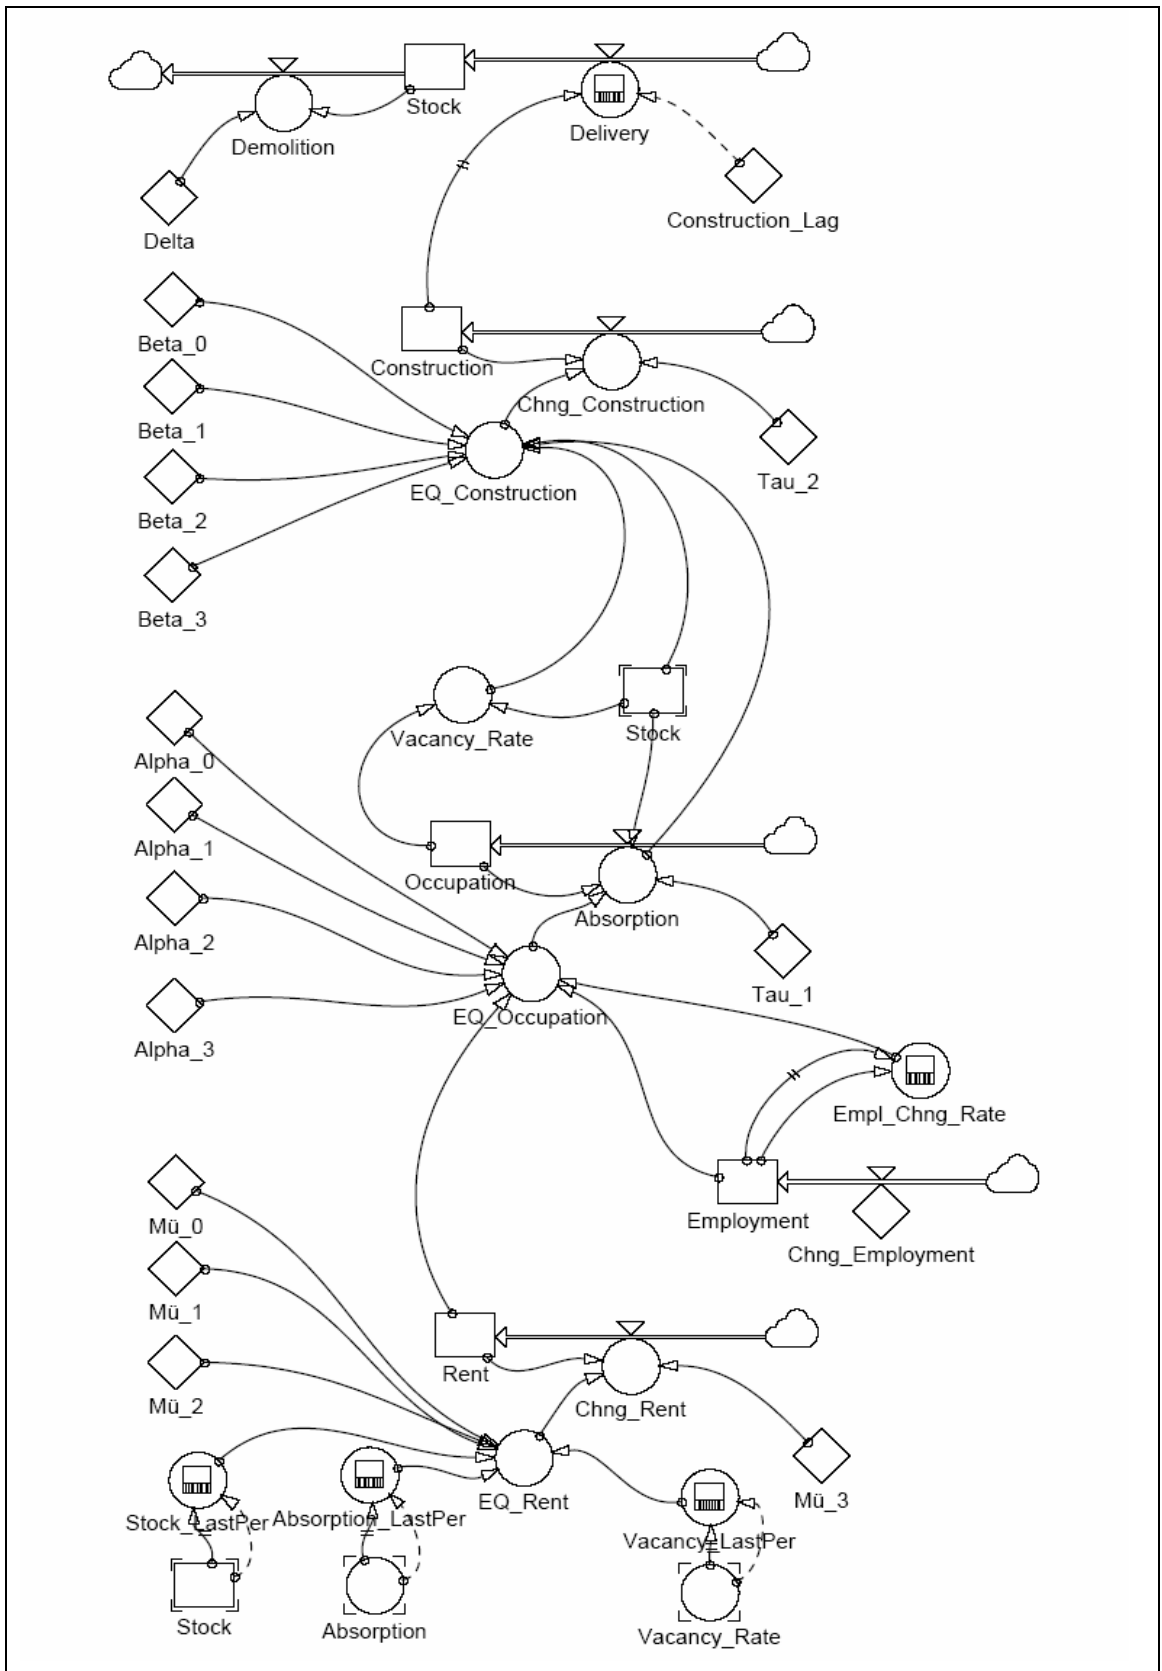 Stock
Delivery
Demolition
Construction_Lag
Delta
Beta_0
Construction
Chng_Construction
Beta_1
Tau_2
EQ_Construction
Beta_2
Beta_3
Stock
Vacancy_Rate
Alpha_0
Alpha_1
Occupation
Absorption
Alpha_2
Tau_1
EQ_Occupation
Alpha_3
Empl_Chng_Rate
Employment
Mü_0
Chng_Employment
Mü_1
Rent
Mü_2
Chng_Rent
EQ_Rent
Mü_3
Stock_LastPer
Absorption_LastPer
Vacancy_LastPer
Stock
Absorption
Vacancy_Rate